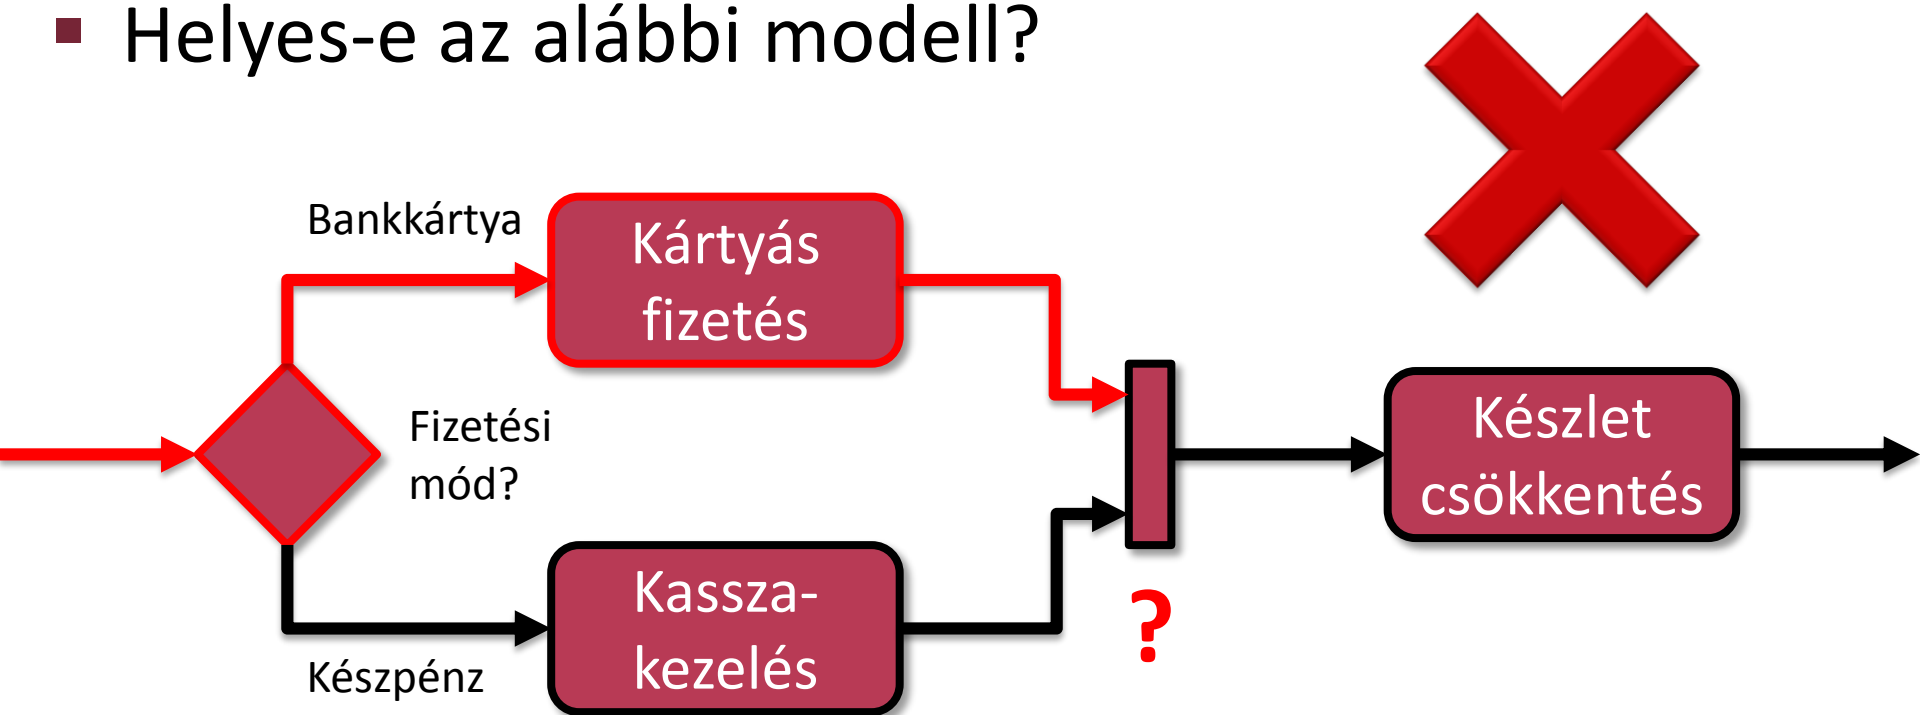 Helyes-e az alábbi modell?
Bankkártya
Kártyás
fizetés
Fizetési
mód?
Készlet
csökkentés
Kassza-
kezelés
?
Készpénz